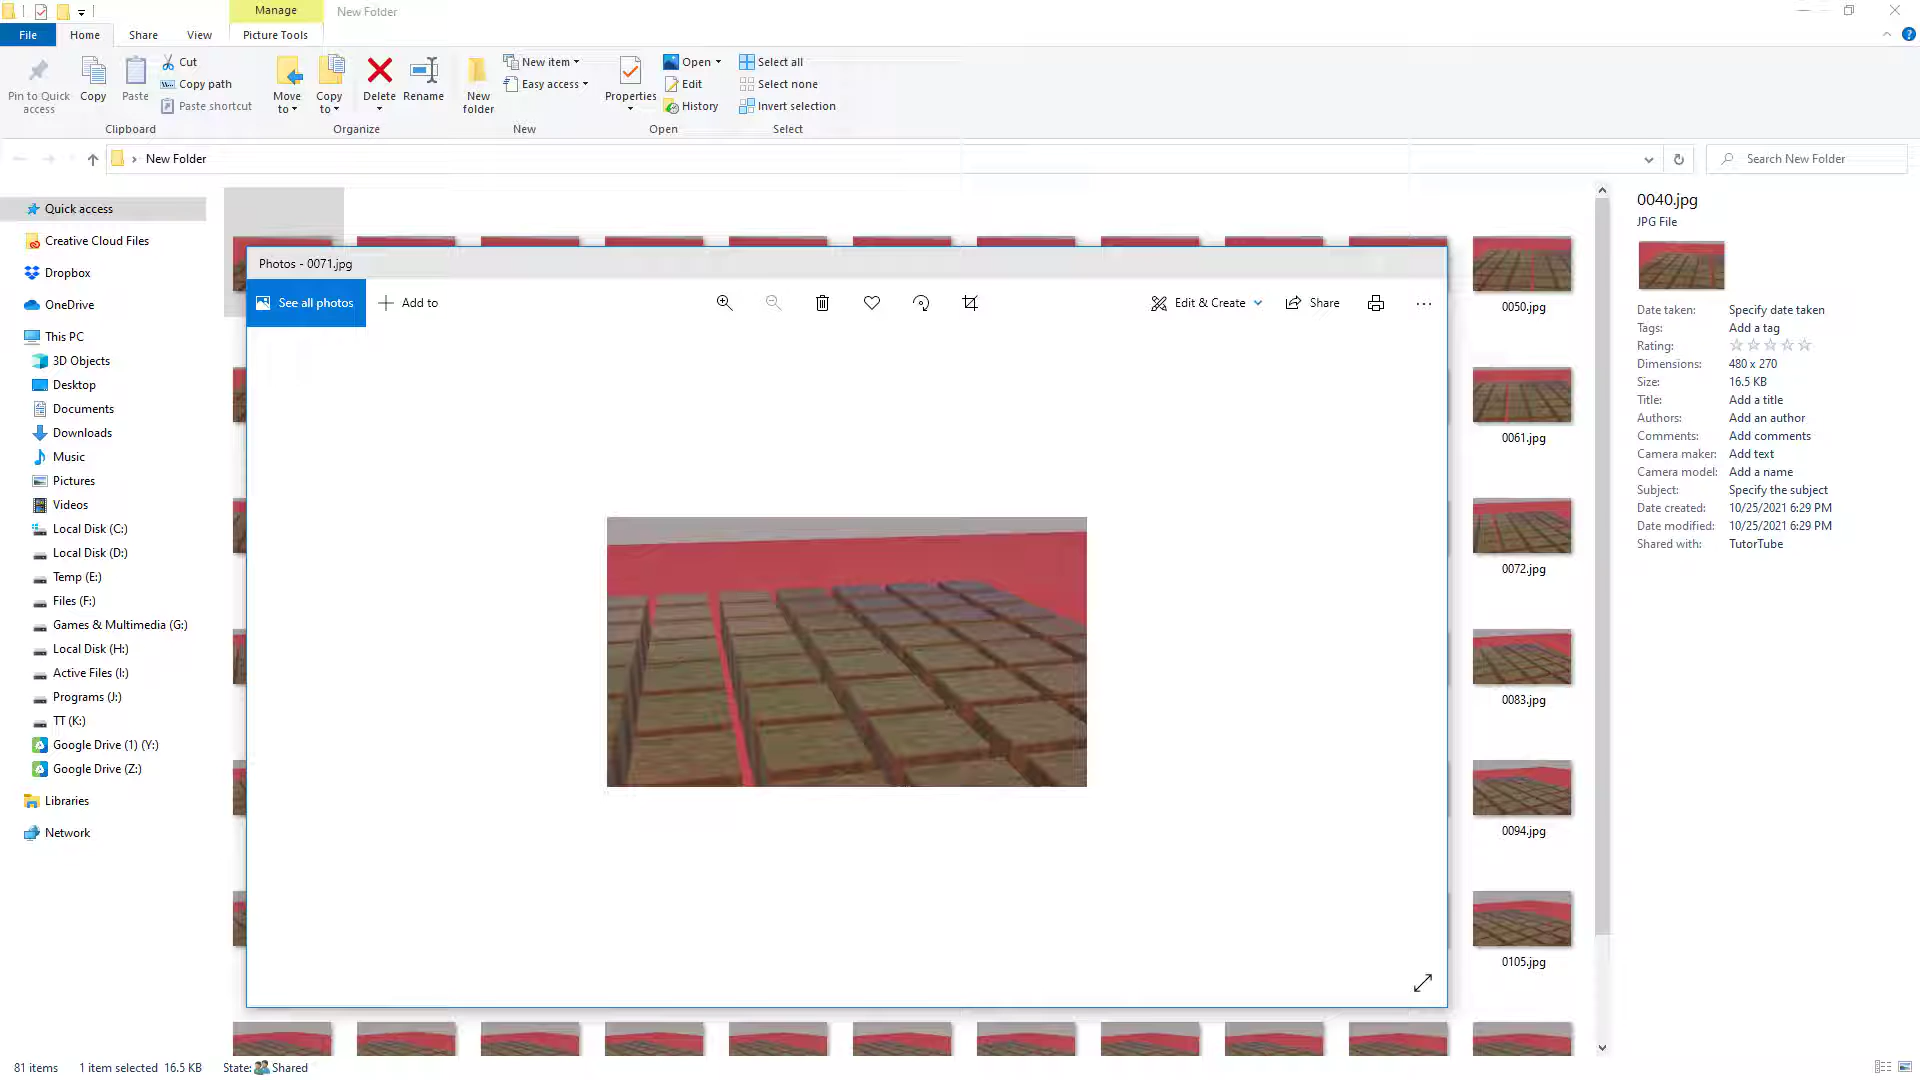 Manage
New Folder
File
Home
Share
View
Picture Tools
Pin to Quick access
Copy
Paste
Cut
Copy path
Paste shortcut
Clipboard
Move to
Copy to
Delete
Rename
Organize
New folder
New item
Easy access
New
Properties
Open
Edit
History
Open
Select all
Select none
Invert selection
Select
New Folder
Search New Folder
Quick access
Creative Cloud Files
Dropbox
OneDrive
This PC
3D Objects
Desktop
Documents
Downloads
Music
Pictures
Videos
Local Disk (C:)
Local Disk (D:)
Temp (E:)
Files (F:)
Games & Multimedia (G:)
Local Disk (H:)
Active Files (I:)
Programs (J:)
TT (K:)
Google Drive (1) (Y:)
Google Drive (Z:)
Libraries
Network
Photos - 0071.jpg
See all photos
Add to
Edit & Create
Share
0050.jpg
0061.jpg
0072.jpg
0083.jpg
0094.jpg
0105.jpg
0040.jpg
JPG File
Date taken: Specify date taken
Tags: Add a tag
Rating:
Dimensions: 480 x 270
Size: 16.5 KB
Title: Add a title
Authors: Add an author
Comments: Add comments
Camera maker: Add text
Camera model: Add a name
Subject: Specify the subject
Date created: 10/25/2021 6:29 PM
Date modified: 10/25/2021 6:29 PM
Shared with: TutorTube
81 items
1 item selected 16.5 KB
State: Shared